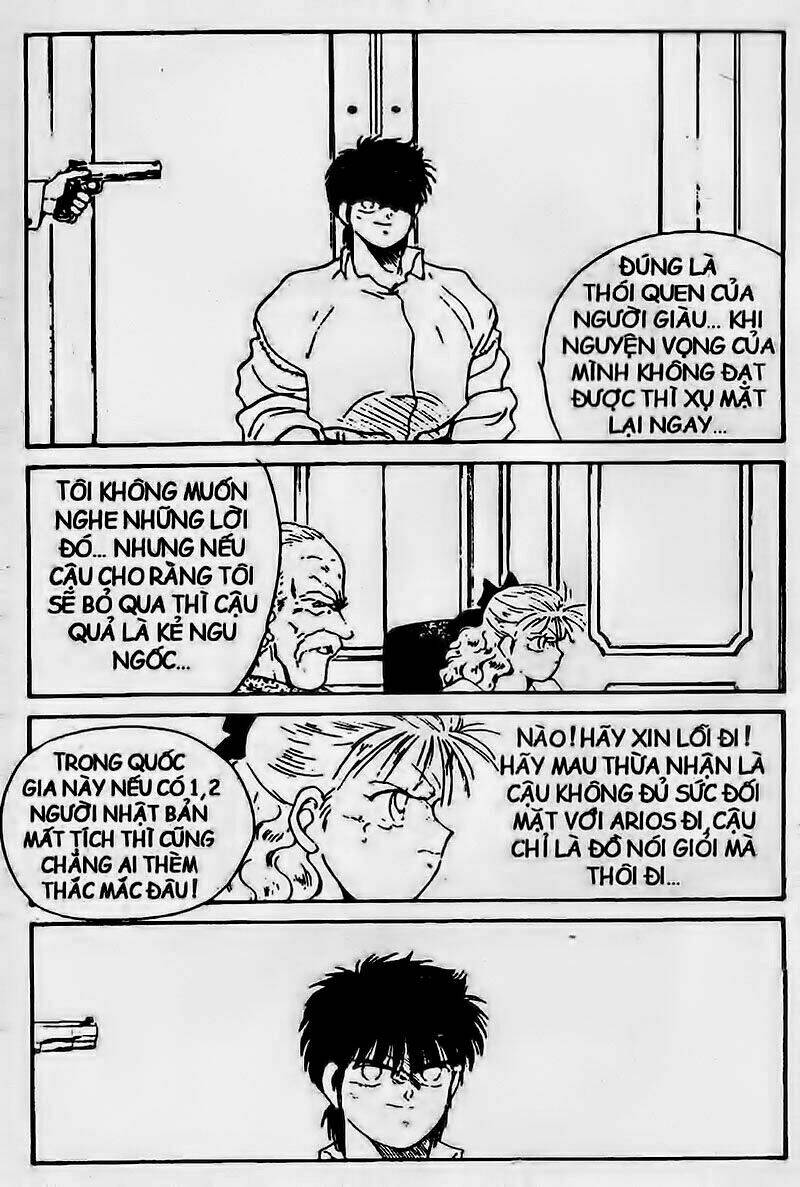 ĐÚNG LÀ
THÓI QUEN CỦA
NGƯỜI GIÀU... KHI
NGUYỆN VỌNG CỦA
MÌNH KHÔNG ĐẠT
ĐƯỢC THÌ XỤ MẶT
LẠI NGAY...
TÔI KHÔNG MUỐN
NGHE NHỮNG LỜI
ĐÓ... NHƯNG NẾU
CẬU CHO RÀNG TÔI
SẼ BỎ QUA THÌ CẬU
QUẢ LÀ KẺ NGU
NGỐC...
TRONG QUỐC
GIA NÀY NẾU CÓ 1,2
NGƯỜI NHẬT BẢN
MẤT TÍCH THÌ CŨNG
CHẲNG AI THÈM
THẮC MẮC ĐÂU!
NÀO! HÃY XIN LỖI ĐI!
HÃY MAU THỪA NHẬN LÀ
CẬU KHÔNG ĐỦ SỨC ĐỐI
MẶT VỚI ARIOS ĐI, CẬU
CHỈ LÀ ĐỒ NÓI GIỎI MÀ
THÔI ĐI...